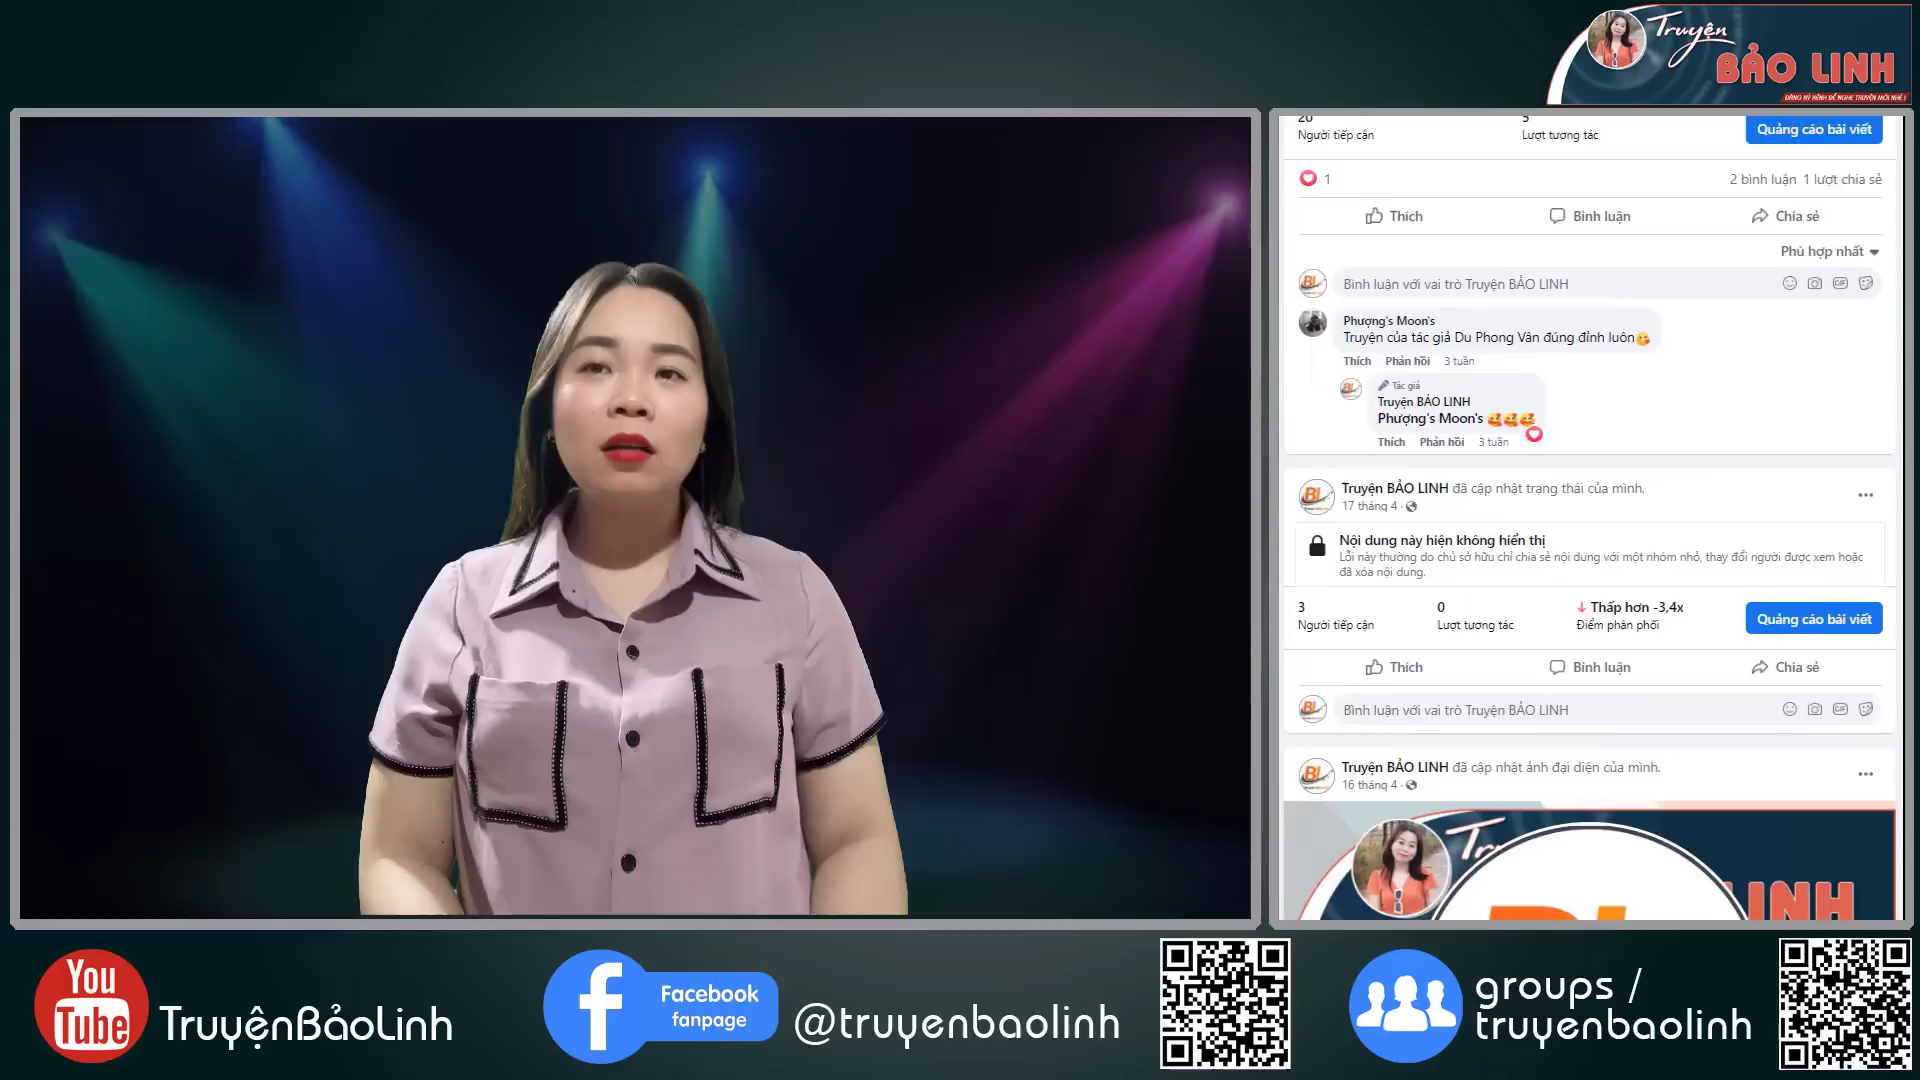 Truyện
BẢO LINH
ĐĂNG KÝ KÊNH ĐỂ NGHE TRUYỆN MỚI NHÉ !
20
Người tiếp cận
5
Lượt tương tác
Quảng cáo bài viết
1
2 bình luận 1 lượt chia sẻ
Thích
Bình luận
Chia sẻ
Phù hợp nhất
Bình luận với vai trò Truyện BẢO LINH
Phượng's Moon's
Truyện của tác giả Du Phong Vân đúng đỉnh luôn😋
Thích Phản hồi 3 tuần
Tác giả
Truyện BẢO LINH
Phượng's Moon's 🥰🥰🥰
Thích Phản hồi 3 tuần
Truyện BẢO LINH đã cập nhật trạng thái của mình.
17 tháng 4 ·
Nội dung này hiện không hiển thị
Lỗi này thường do chủ sở hữu chỉ chia sẻ nội dung với một nhóm nhỏ, thay đổi người được xem hoặc
đã xóa nội dung.
3
Người tiếp cận
0
Lượt tương tác
Thấp hơn -3,4x
Điểm phân phối
Quảng cáo bài viết
Thích
Bình luận
Chia sẻ
Bình luận với vai trò Truyện BẢO LINH
Truyện BẢO LINH đã cập nhật ảnh đại diện của mình.
16 tháng 4 ·
LINH
You
Tube
TruyệnBảoLinh
Facebook
fanpage
@truyenbaolinh
groups /
truyenbaolinh